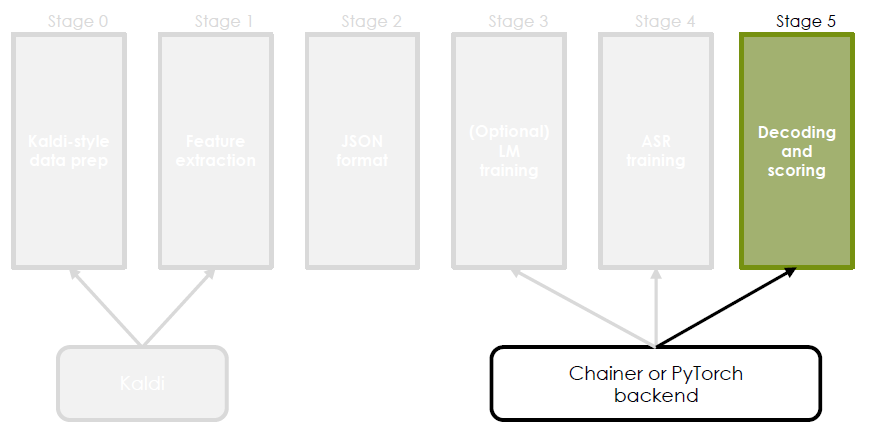 Stage 0
Stage 1
Stage 2
Stage 3
Stage 4
Stage 5
Kaldi-style
data prep
Feature
extraction
JSON
format
(Optional)
LM
training
ASR
training
Decoding
and
scoring
Kaldi
Chainer or PyTorch
backend